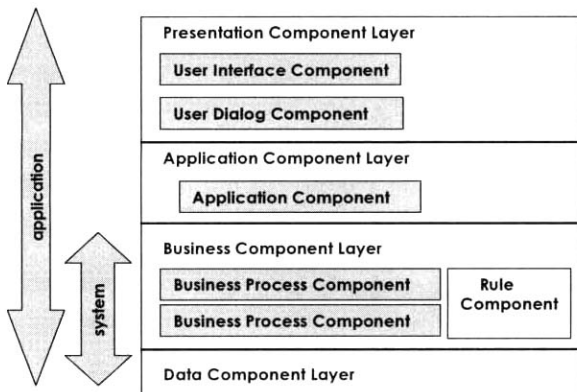 Presentation Component Layer
User Interface Component
User Dialog Component
application
Application Component Layer
Application Component
system
Business Component Layer
Business Process Component
Business Process Component
Rule
Component
Data Component Layer